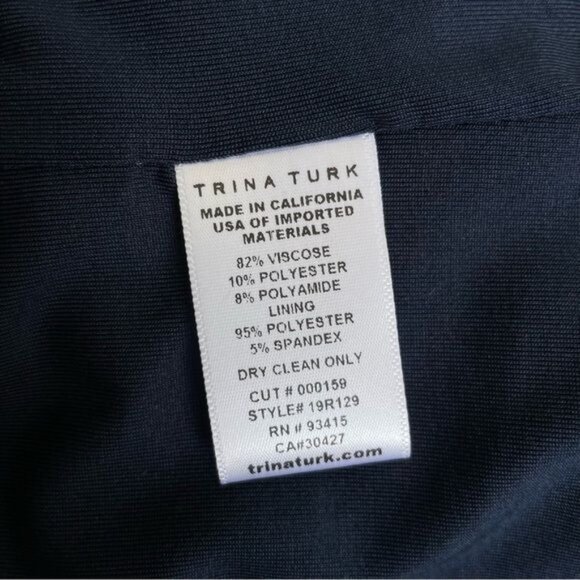 TRINA TURK
MADE IN CALIFORNIA
USA OF IMPORTED
MATERIALS
82% VISCOSE
10% POLYESTER
8% POLYAMIDE
LINING
95% POLYESTER
5% SPANDEX
DRY CLEAN ONLY
CUT # 000159
STYLE# 19R129
RN # 93415
CA#30427
trinaturk.com